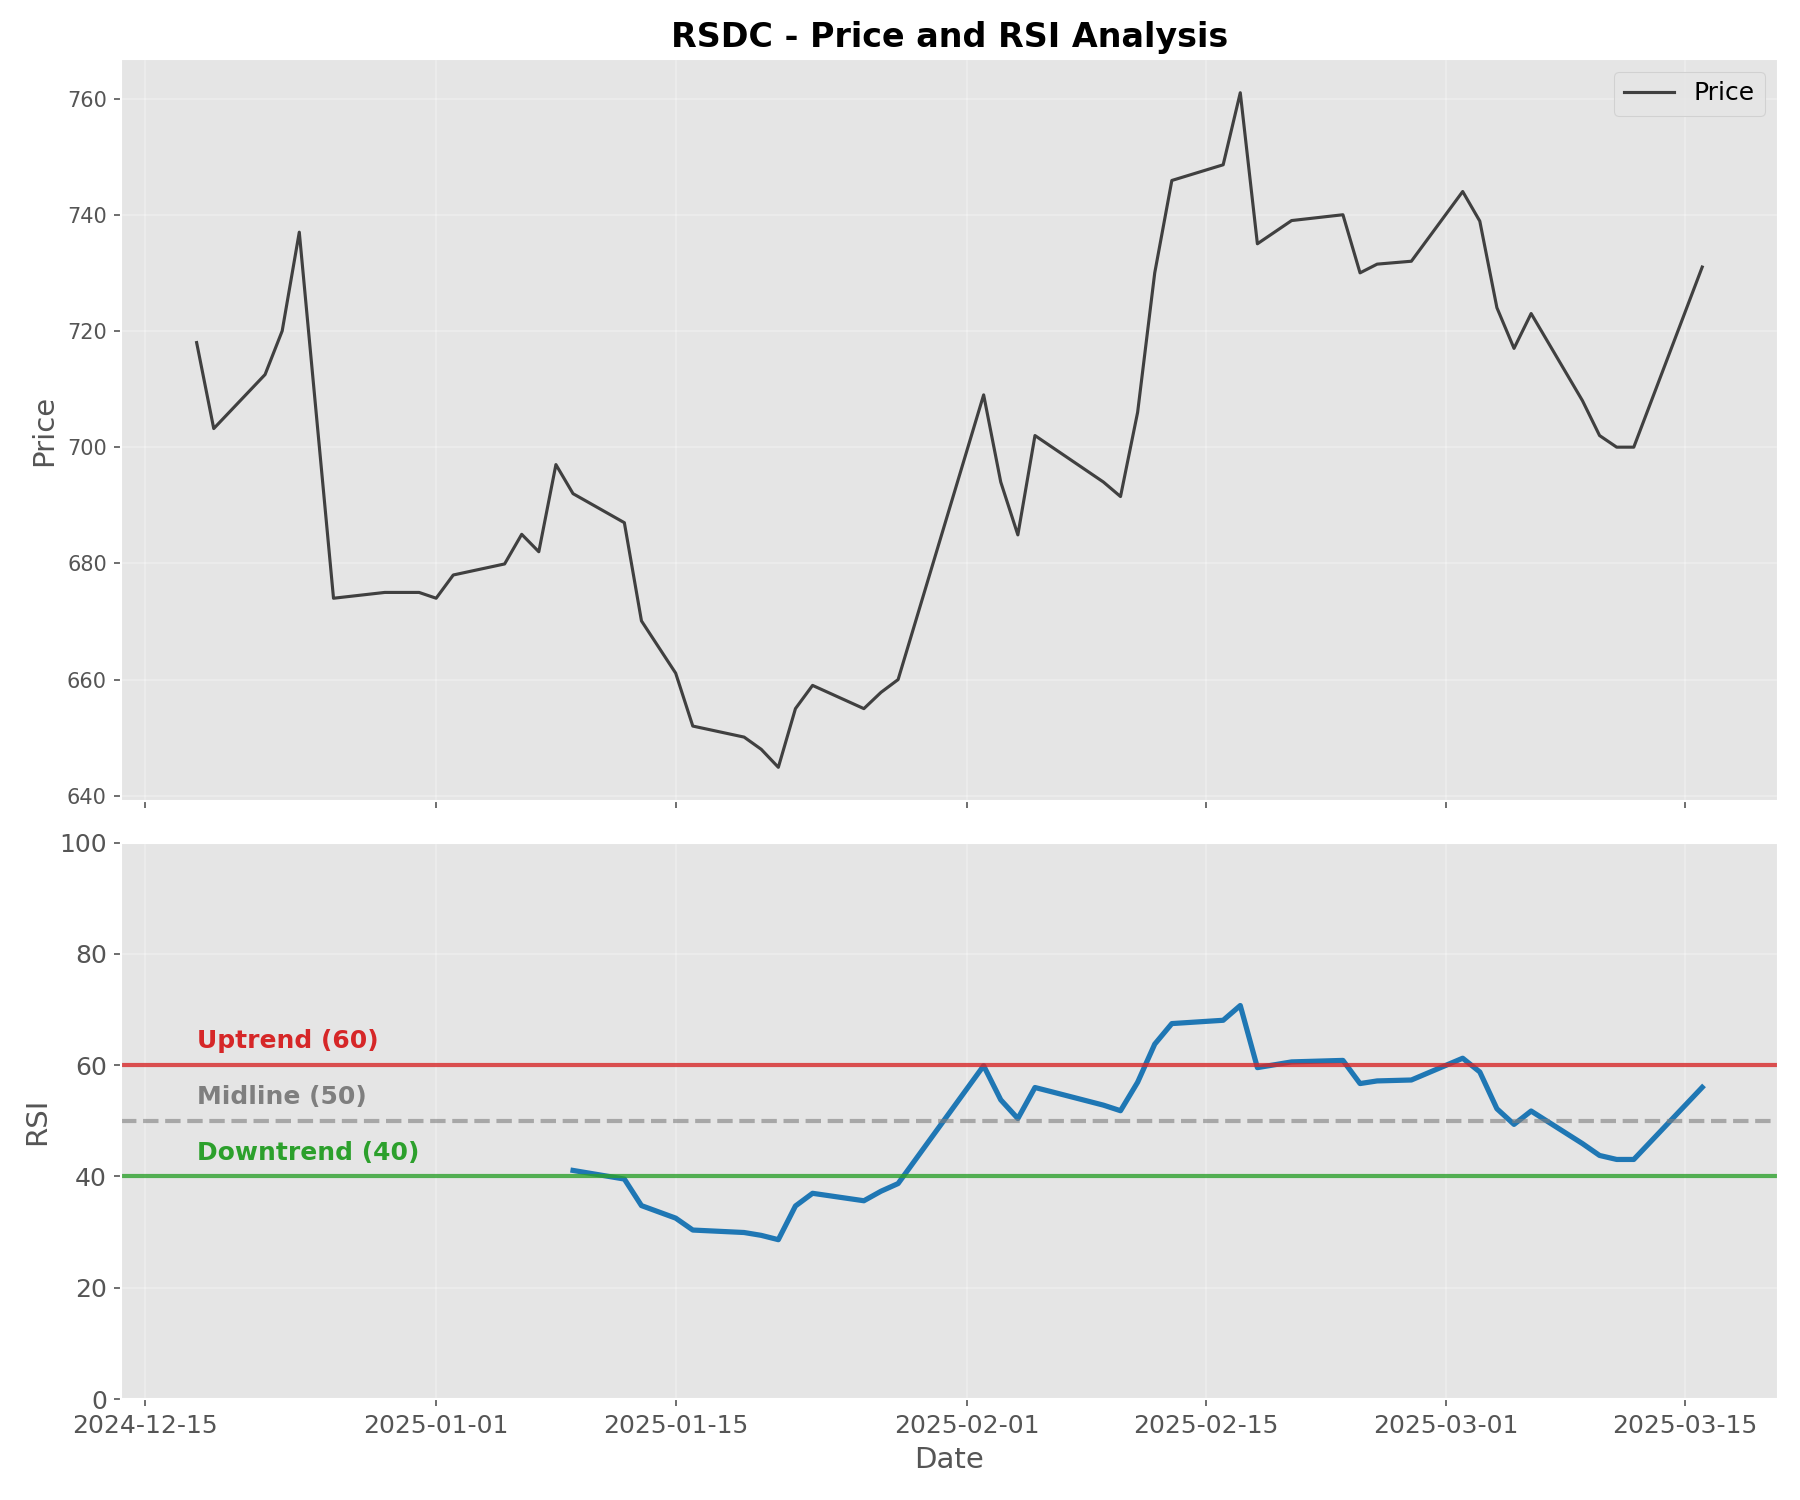 RSDC - Price and RSI Analysis
Price
760
740
720
700
680
660
640
Price
100
80
60
40
20
0
RSI
Uptrend (60)
Midline (50)
Downtrend (40)
2024-12-15 2025-01-01 2025-01-15 2025-02-01 2025-02-15 2025-03-01 2025-03-15
Date